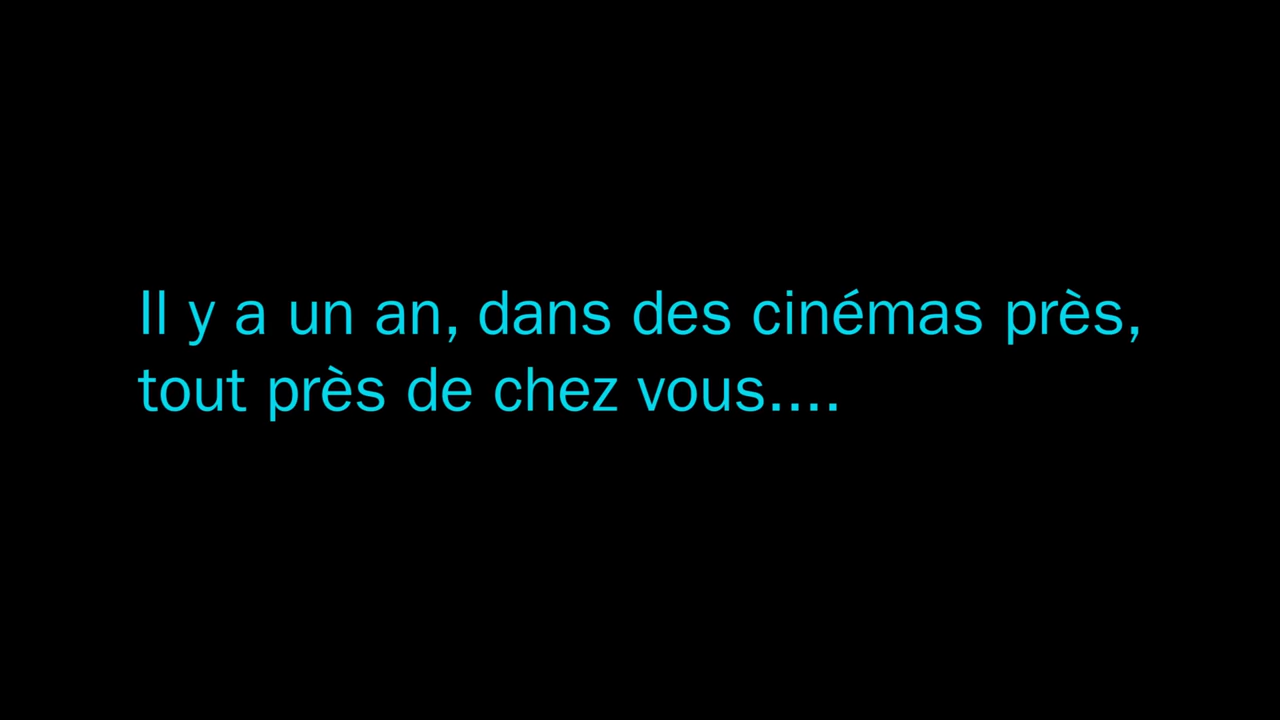 Il y a un an, dans des cinémas près,
tout près de chez vous....